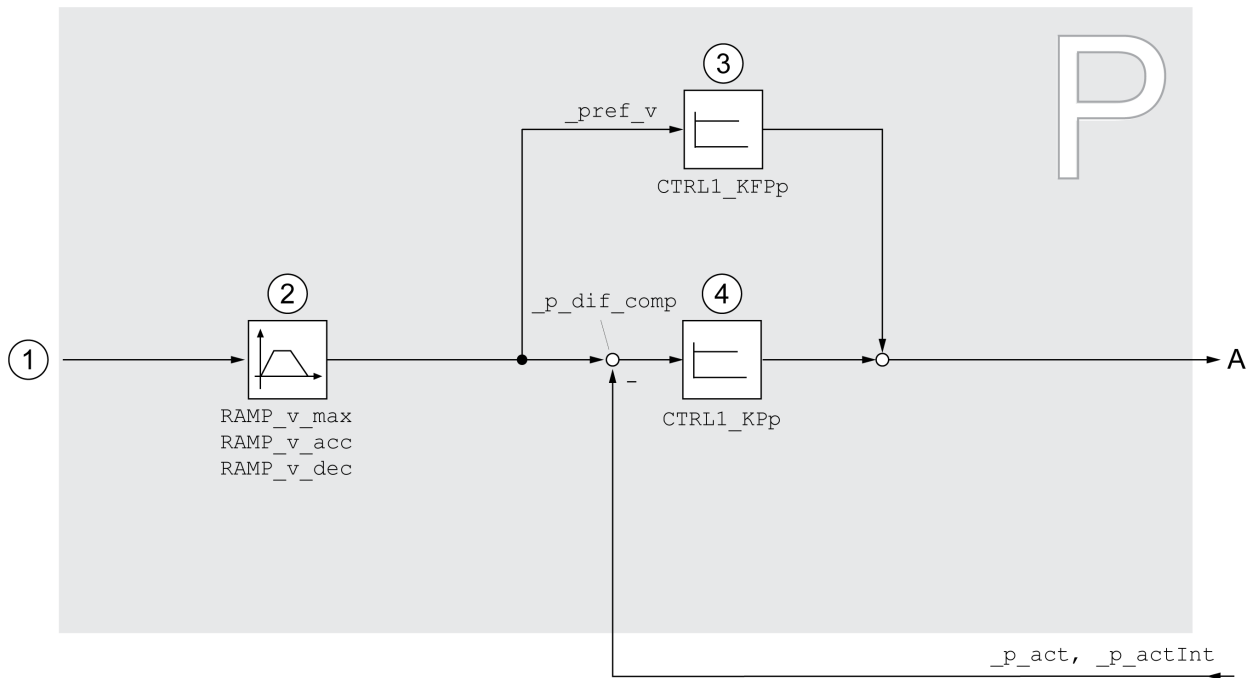 P
3
_pref_v
CTRL1_KFPp
2
_p_dif_comp
4
1
A
-
RAMP_v_max
RAMP_v_acc
RAMP_v_dec
CTRL1_KPp
_p_act, _p_actInt